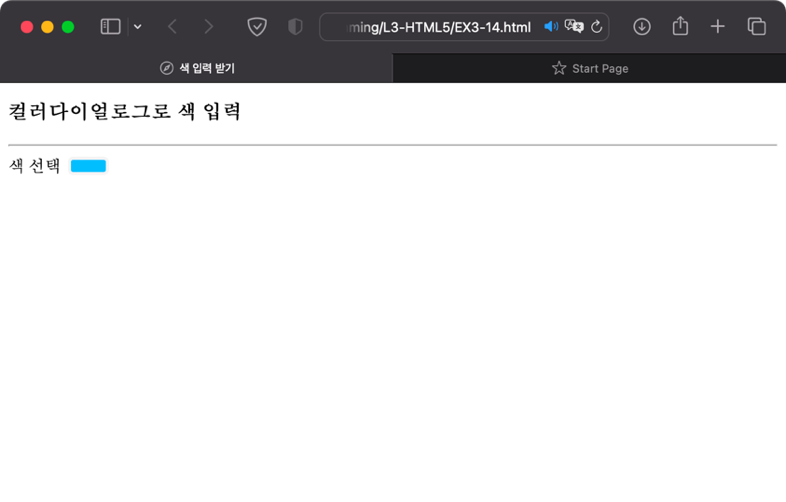 ming/L3-HTML5/EX3-14.html
색 입력 받기
Start Page
컬러다이얼로그로 색 입력
색 선택